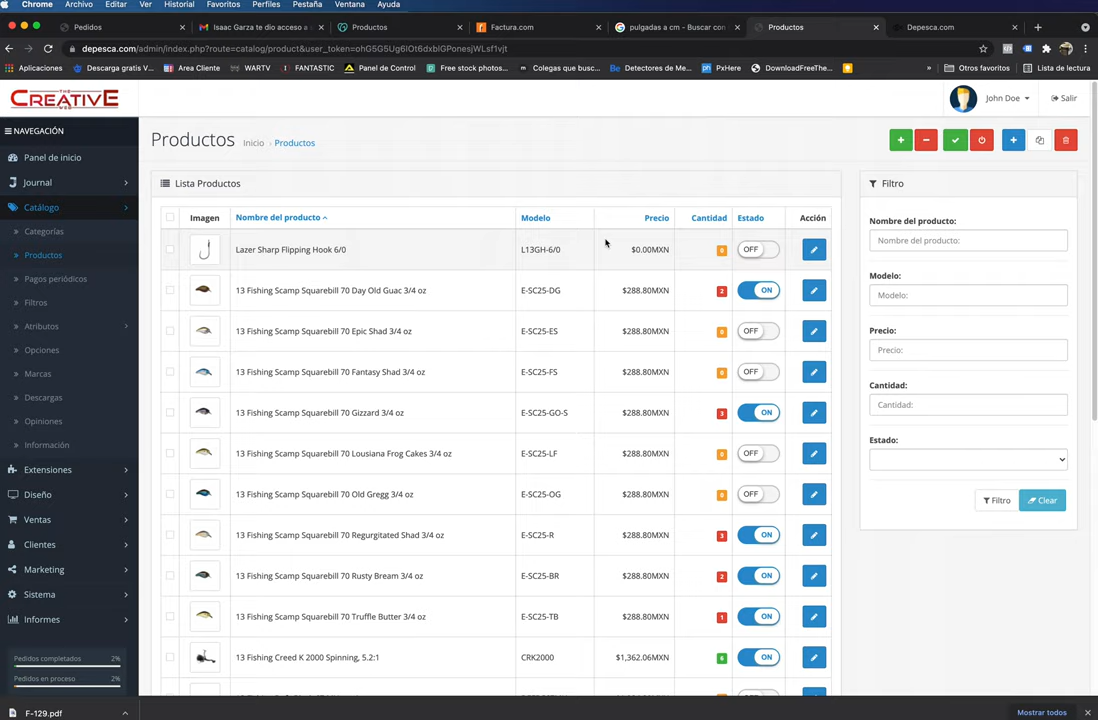 Chrome Archivo Editar Ver Historial Favoritos Perfiles Pestaña Ventana Ayuda
Pedidos Isaac Garza te dio acceso a Productos Factura.com pulgadas a cm - Buscar con Productos Depesca.com
depesca.com/admin/index.php?route=catalog/product&user_token=
Aplicaciones Descarga gratis V... Area Cliente WARTV FANTASTIC Panel de Control Free stock photos... Colegas que busc... Detectores de Me... PxHere DownloadFreeThe... » Otros favoritos Lista de lectura
THE CREATIVE WEB
John Doe Salir
NAVEGACIÓN
Panel de inicio
Journal
Catálogo
Categorías
Productos
Pagos periódicos
Filtros
Atributos
Opciones
Marcas
Descargas
Opiniones
Información
Extensiones
Diseño
Ventas
Clientes
Marketing
Sistema
Informes
Pedidos completados 2%
Pedidos en proceso 2%
Productos Inicio › Productos
Lista Productos
Imagen Nombre del producto Modelo Precio Cantidad Estado Acción
Lazer Sharp Flipping Hook 6/0 L13GH-6/0 $0.00MXN 0 OFF
13 Fishing Scamp Squarebill 70 Day Old Guac 3/4 oz E-SC25-DG $288.80MXN 2 ON
13 Fishing Scamp Squarebill 70 Epic Shad 3/4 oz E-SC25-ES $288.80MXN 0 OFF
13 Fishing Scamp Squarebill 70 Fantasy Shad 3/4 oz E-SC25-FS $288.80MXN 0 OFF
13 Fishing Scamp Squarebill 70 Gizzard 3/4 oz E-SC25-GO-S $288.80MXN 3 ON
13 Fishing Scamp Squarebill 70 Lousiana Frog Cakes 3/4 oz E-SC25-LF $288.80MXN 0 OFF
13 Fishing Scamp Squarebill 70 Old Gregg 3/4 oz E-SC25-OG $288.80MXN 0 OFF
13 Fishing Scamp Squarebill 70 Regurgitated Shad 3/4 oz E-SC25-R $288.80MXN 3 ON
13 Fishing Scamp Squarebill 70 Rusty Bream 3/4 oz E-SC25-BR $288.80MXN 2 ON
13 Fishing Scamp Squarebill 70 Truffle Butter 3/4 oz E-SC25-TB $288.80MXN 1 ON
13 Fishing Creed K 2000 Spinning, 5.2:1 CRK2000 $1,362.06MXN 6 ON
Filtro
Nombre del producto:
Nombre del producto:
Modelo:
Modelo:
Precio:
Precio:
Cantidad:
Cantidad:
Estado:
Filtro Clear
F-129.pdf Mostrar todos